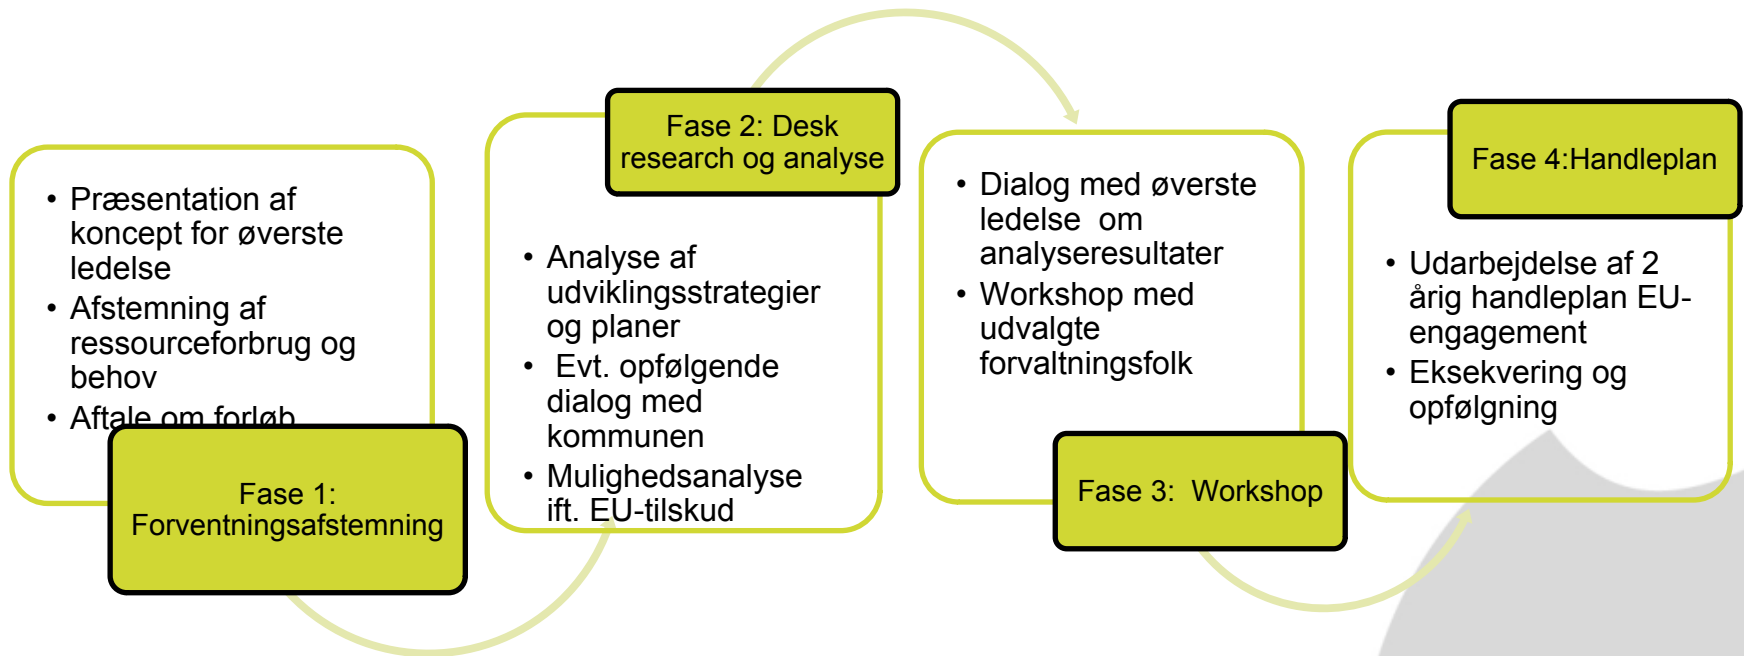 • Præsentation af
koncept for øverste
ledelse
• Afstemning af
ressourceforbrug og
behov
• Aftale om forløb
Fase 1:
Forventningsafstemning
Fase 2: Desk
research og analyse
• Analyse af
udviklingsstrategier
og planer
• Evt. opfølgende
dialog med
kommunen
• Mulighedsanalyse
ift. EU-tilskud
• Dialog med øverste
ledelse om
analyseresultater
• Workshop med
udvalgte
forvaltningsfolk
Fase 3: Workshop
Fase 4:Handleplan
• Udarbejdelse af 2
årig handleplan EU-
engagement
• Eksekvering og
opfølgning